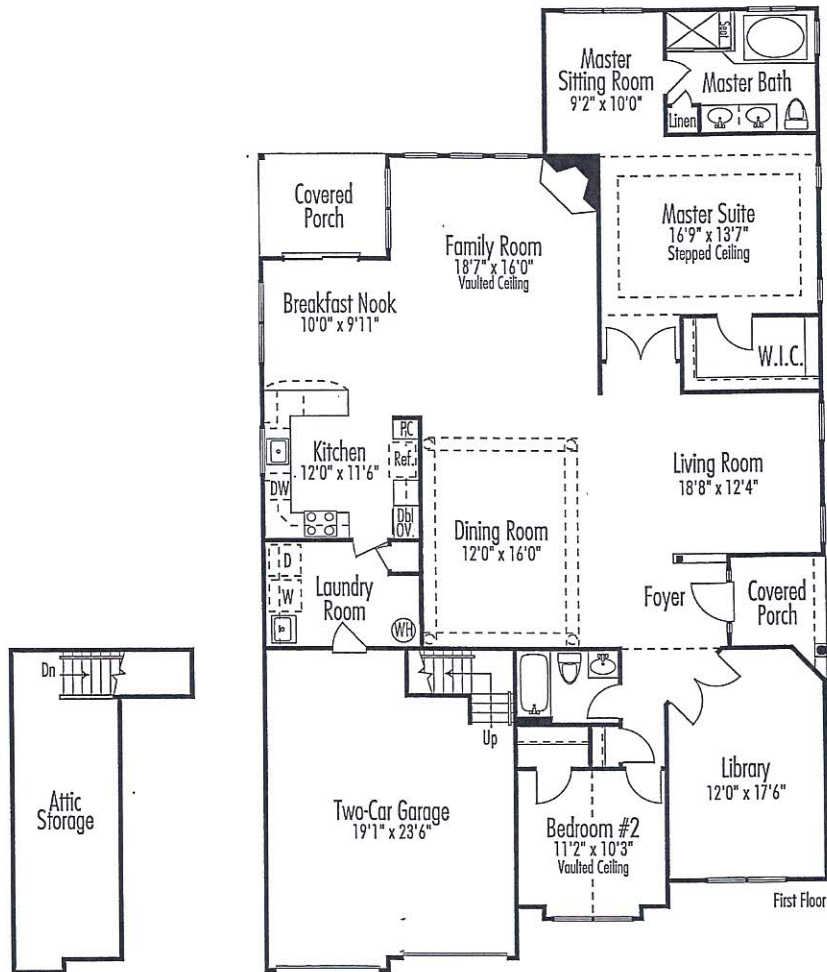 Master
Sitting Room
9'2" x 10'0"
Seat
Master Bath
Linen
Covered
Porch
Family Room
18'7" x 16'0"
Vaulted Ceiling
Master Suite
16'9" x 13'7"
Stepped Ceiling
Breakfast Nook
10'0" x 9'11"
W.I.C.
Kitchen
12'0" x 11'6"
P.C
Ref.
DW
Dbl
OV.
Living Room
18'8" x 12'4"
Dining Room
12'0" x 16'0"
D
W
Laundry
Room
WH
Foyer
Covered
Porch
Dn
Up
Attic
Storage
Two-Car Garage
19'1" x 23'6"
Bedroom #2
11'2" x 10'3"
Vaulted Ceiling
Library
12'0" x 17'6"
First Floor